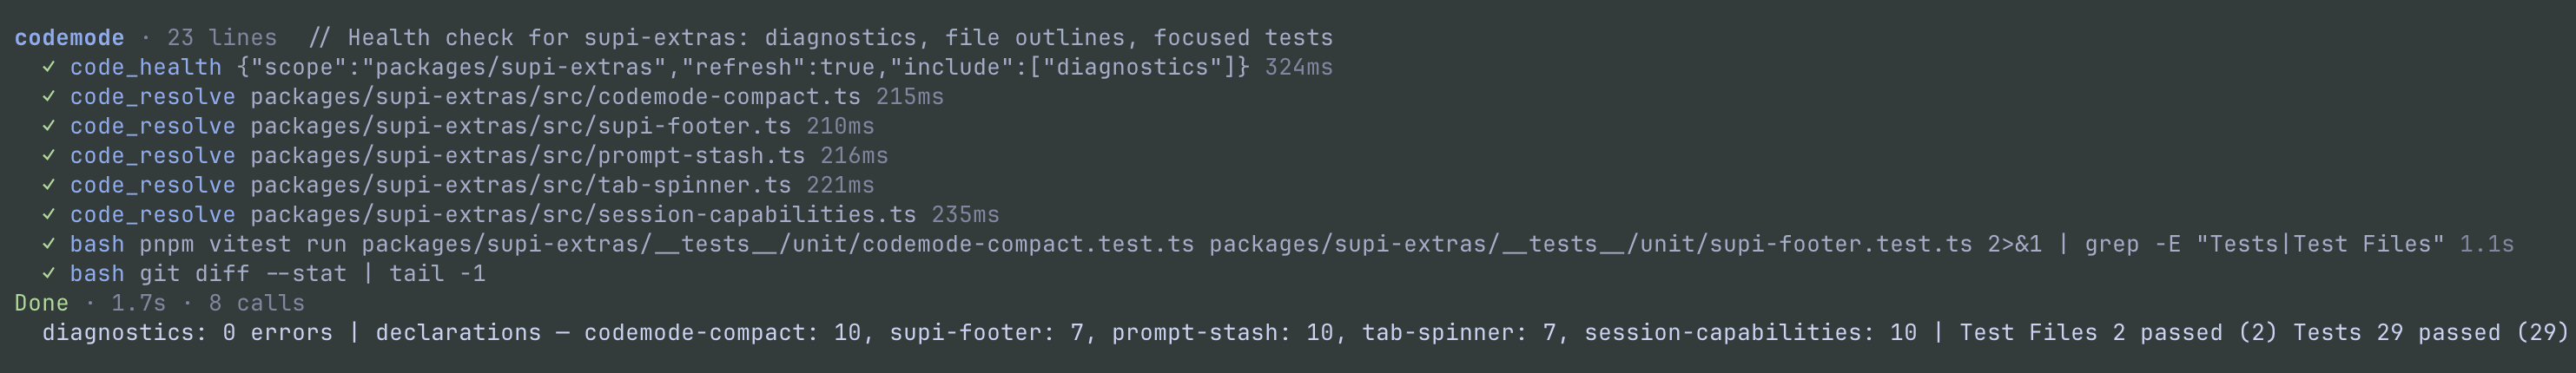 codemode · 23 lines  // Health check for supi-extras: diagnostics, file outlines, focused tests
✓ code_health {"scope":"packages/supi-extras","refresh":true,"include":["diagnostics"]} 324ms
✓ code_resolve packages/supi-extras/src/codemode-compact.ts 215ms
✓ code_resolve packages/supi-extras/src/supi-footer.ts 210ms
✓ code_resolve packages/supi-extras/src/prompt-stash.ts 216ms
✓ code_resolve packages/supi-extras/src/tab-spinner.ts 221ms
✓ code_resolve packages/supi-extras/src/session-capabilities.ts 235ms
✓ bash pnpm vitest run packages/supi-extras/__tests__/unit/codemode-compact.test.ts packages/supi-extras/__tests__/unit/supi-footer.test.ts 2>&1 | grep -E "Tests|Test Files" 1.1s
✓ bash git diff --stat | tail -1
Done · 1.7s · 8 calls
diagnostics: 0 errors | declarations — codemode-compact: 10, supi-footer: 7, prompt-stash: 10, tab-spinner: 7, session-capabilities: 10 | Test Files 2 passed (2) Tests 29 passed (29)